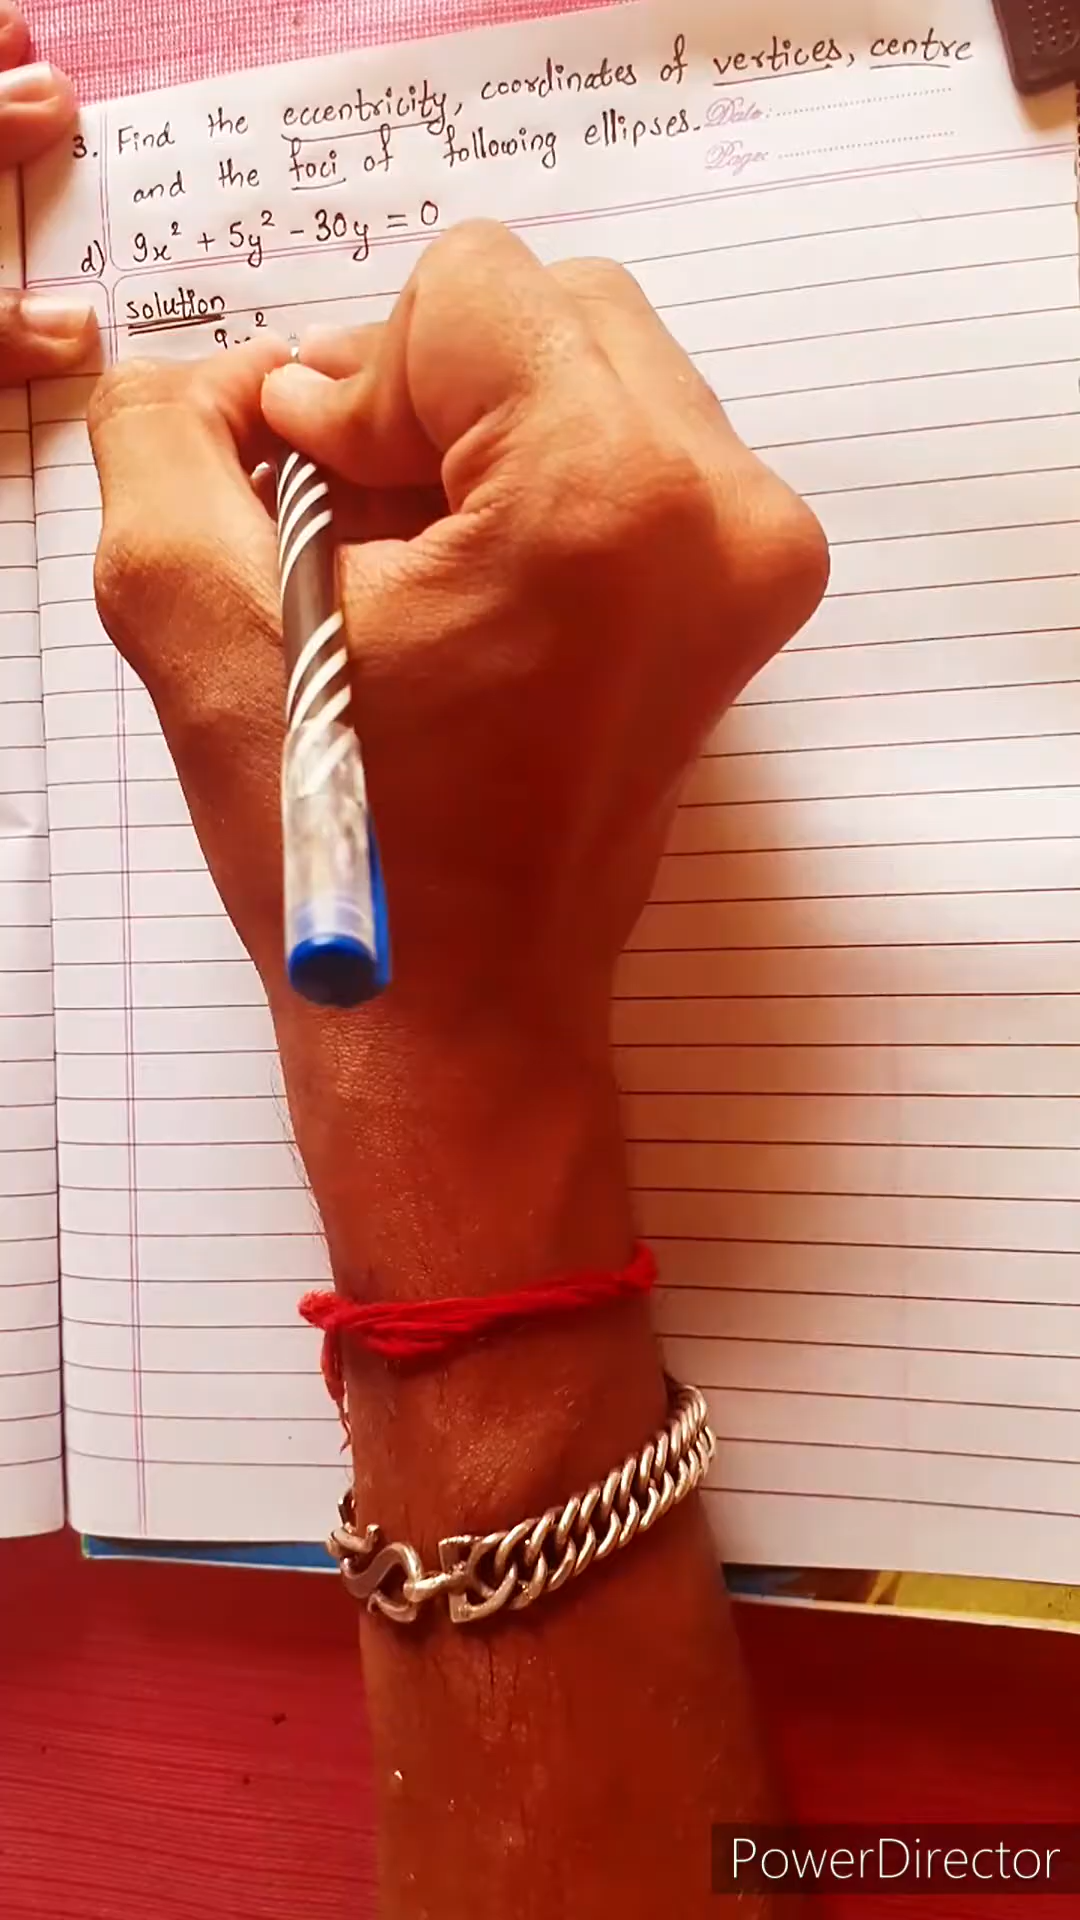 3. Find the eccentricity, coordinates of vertices, centre
and the foci of following ellipses.
Date:
Page:
d) 9x² + 5y² - 30y = 0
solution
9x²
PowerDirector